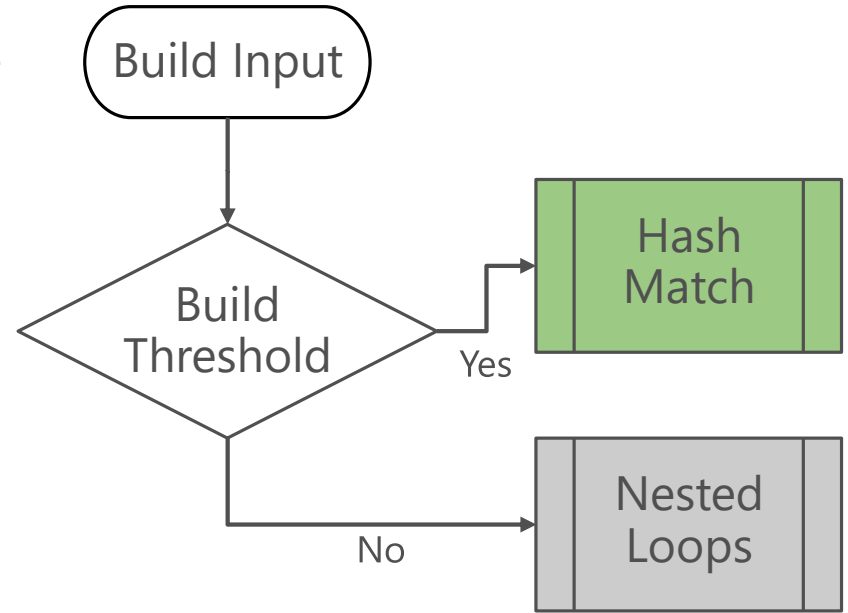 Build Input
Hash
Match
Build
Threshold
Yes
Nested
Loops
No